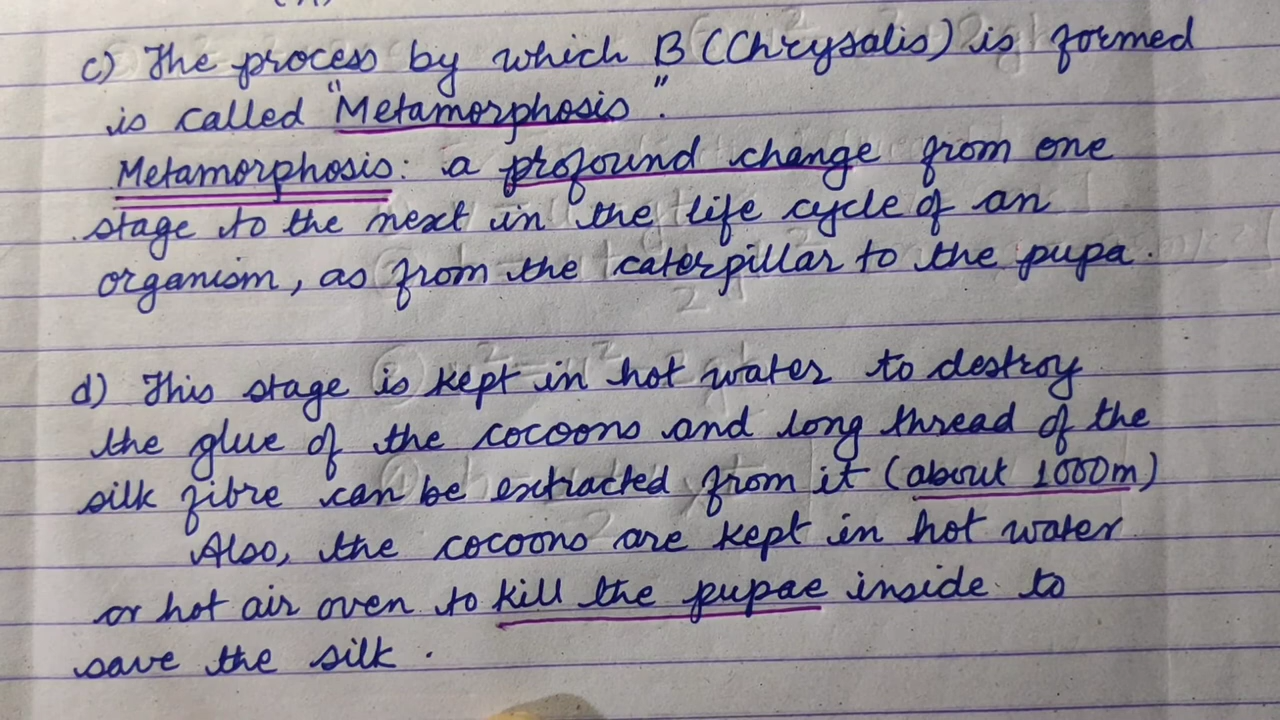 c) The process by which B (Chrysalis) is formed
is called "Metamorphosis".
Metamorphosis: a profound change from one
stage to the next in the life cycle of an
organism, as from the caterpillar to the pupa.
d) This stage is kept in hot water to destroy
the glue of the cocoons and long thread of the
silk fibre can be extracted from it (about 1000m)
Also, the cocoons are kept in hot water
or hot air oven to kill the pupae inside to
save the silk.